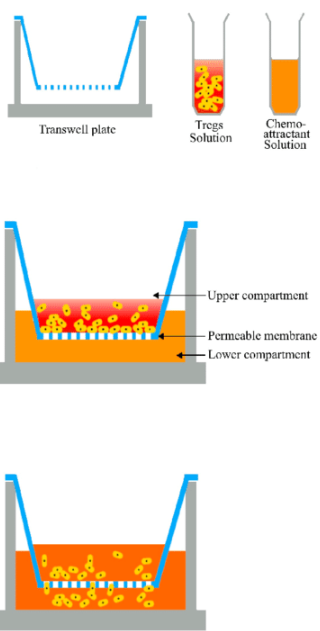 Transwell plate
Tregs
Solution
Chemo-
attractant
Solution
Upper compartment
Permeable membrane
Lower compartment